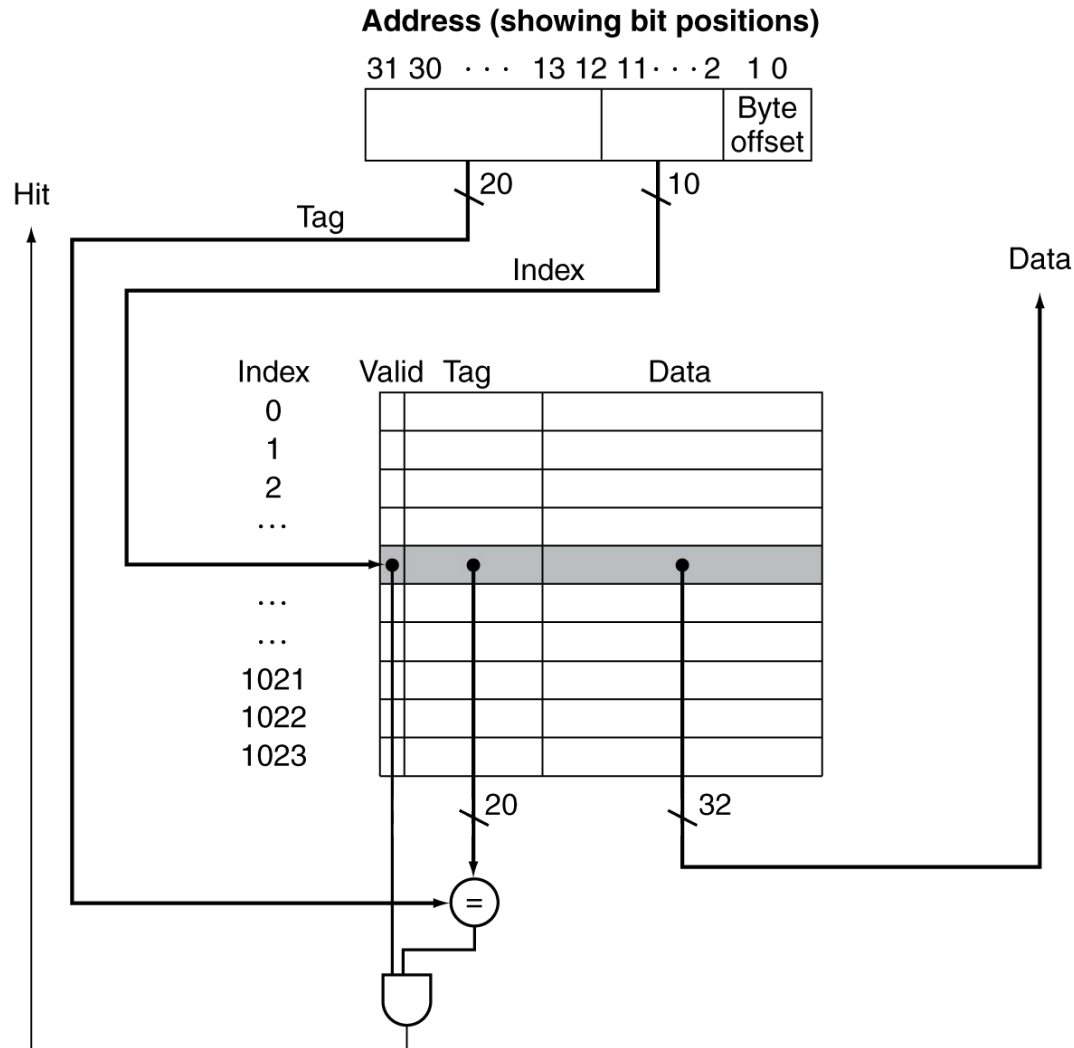 Address (showing bit positions)
31 30 · · · 13 12 11 · · · 2 1 0
Byte
offset
20 10
Hit
Tag
Index
Data
Index Valid Tag Data
0
1
2
...
...
...
1021
1022
1023
20 32
=